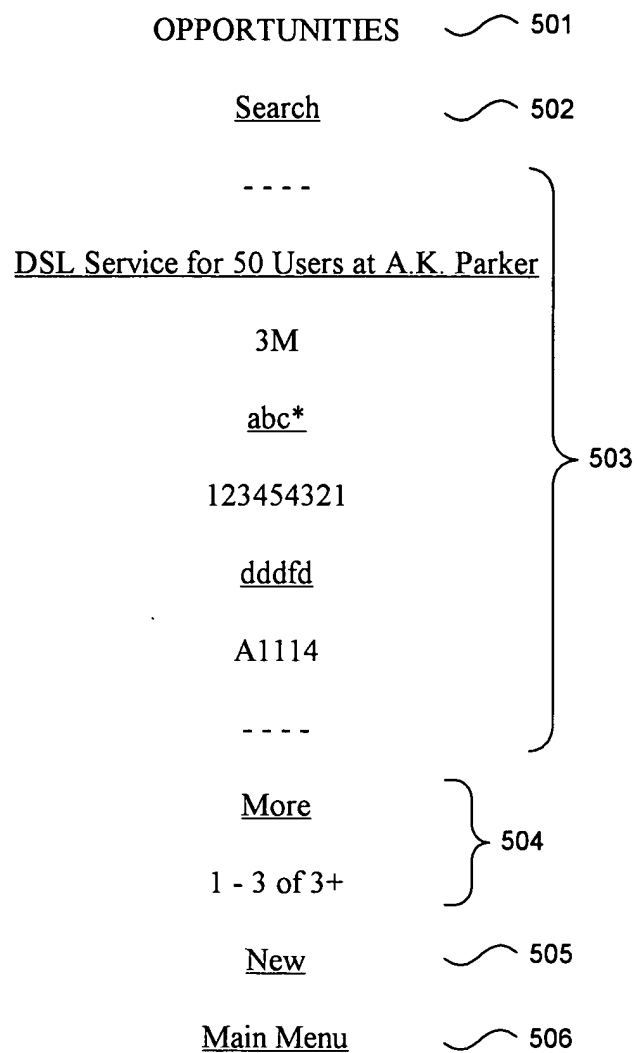 OPPORTUNITIES 501
Search 502
- - - -
DSL Service for 50 Users at A.K. Parker
3M
abc*
503
123454321
dddfd
A1114
- - - -
More
504
1 - 3 of 3+
New 505
Main Menu 506